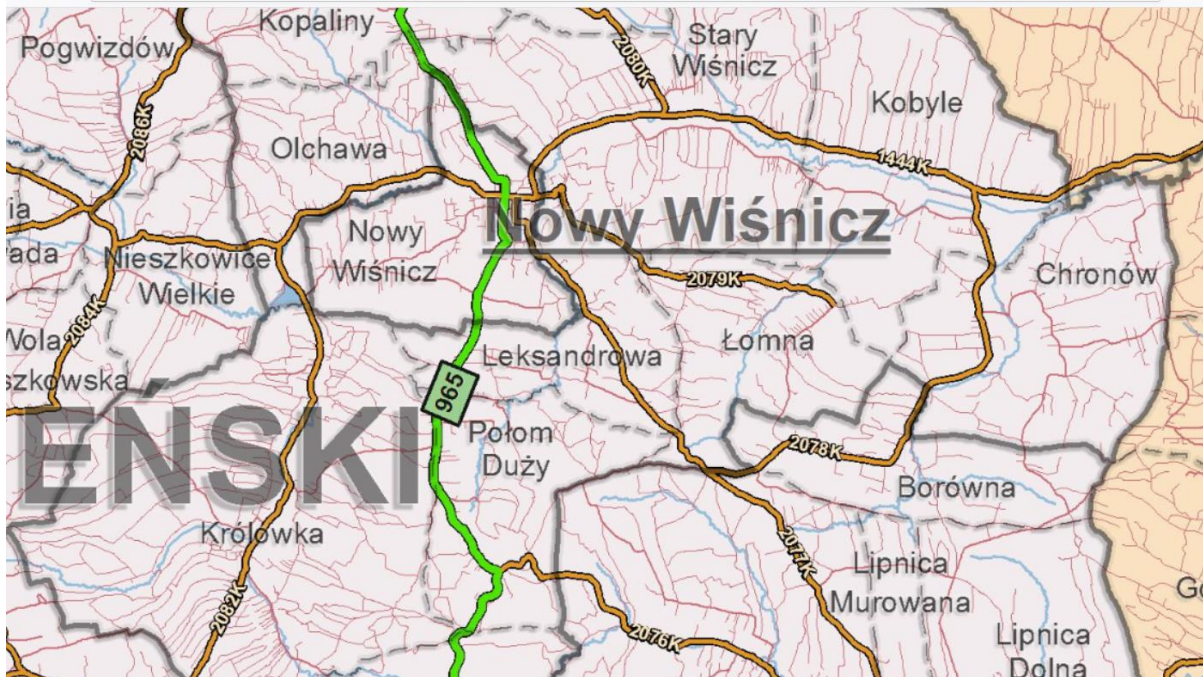 Kopaliny
Pogwizdów
2080K
Stary
Wiśnicz
Kobyle
2086K
Olchawa
1444K
Nowy Wiśnicz
Nowy
Wiśnicz
Nieszkowice
Wielkie
2079K
Chronów
2084K
Leksandrowa
Łomna
965
EŃSKI
Połom
Duży
2078K
Borówna
Królówka
2077K
Lipnica
Murowana
2082K
2076K
Lipnica
Dolna